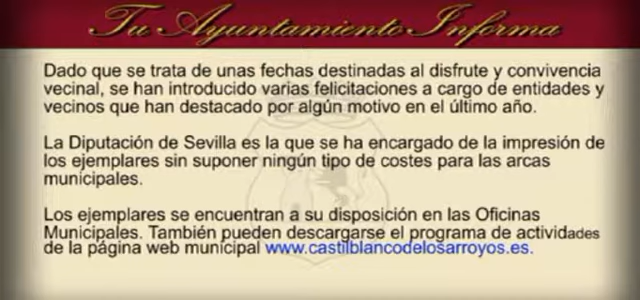 Tu Ayuntamiento Informa
Dado que se trata de unas fechas destinadas al disfrute y convivencia
vecinal, se han introducido varias felicitaciones a cargo de entidades y
vecinos que han destacado por algún motivo en el último año.
La Diputación de Sevilla es la que se ha encargado de la impresión de
los ejemplares sin suponer ningún tipo de costes para las arcas
municipales.
Los ejemplares se encuentran a su disposición en las Oficinas
Municipales. También pueden descargarse el programa de actividades
de la página web municipal www.castilblancodelosarroyos.es.